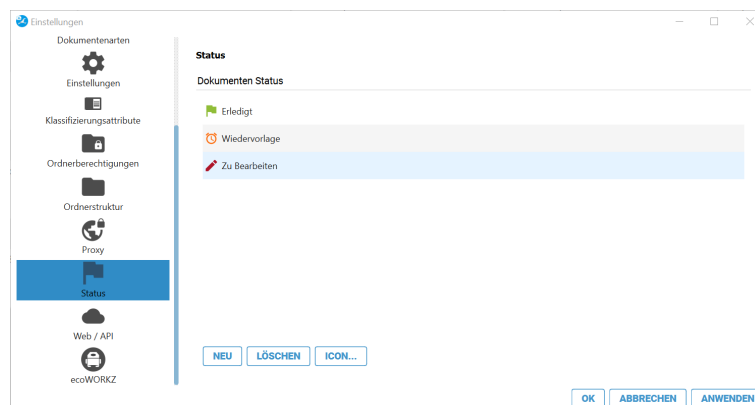 Einstellungen
Dokumentenarten
Einstellungen
Klassifizierungsattribute
Ordnerberechtigungen
Ordnerstruktur
Proxy
Status
Web / API
ecoWORKZ
Status
Dokumenten Status
Erledigt
Wiedervorlage
Zu Bearbeiten
NEU LÖSCHEN ICON...
OK ABBRECHEN ANWENDEN